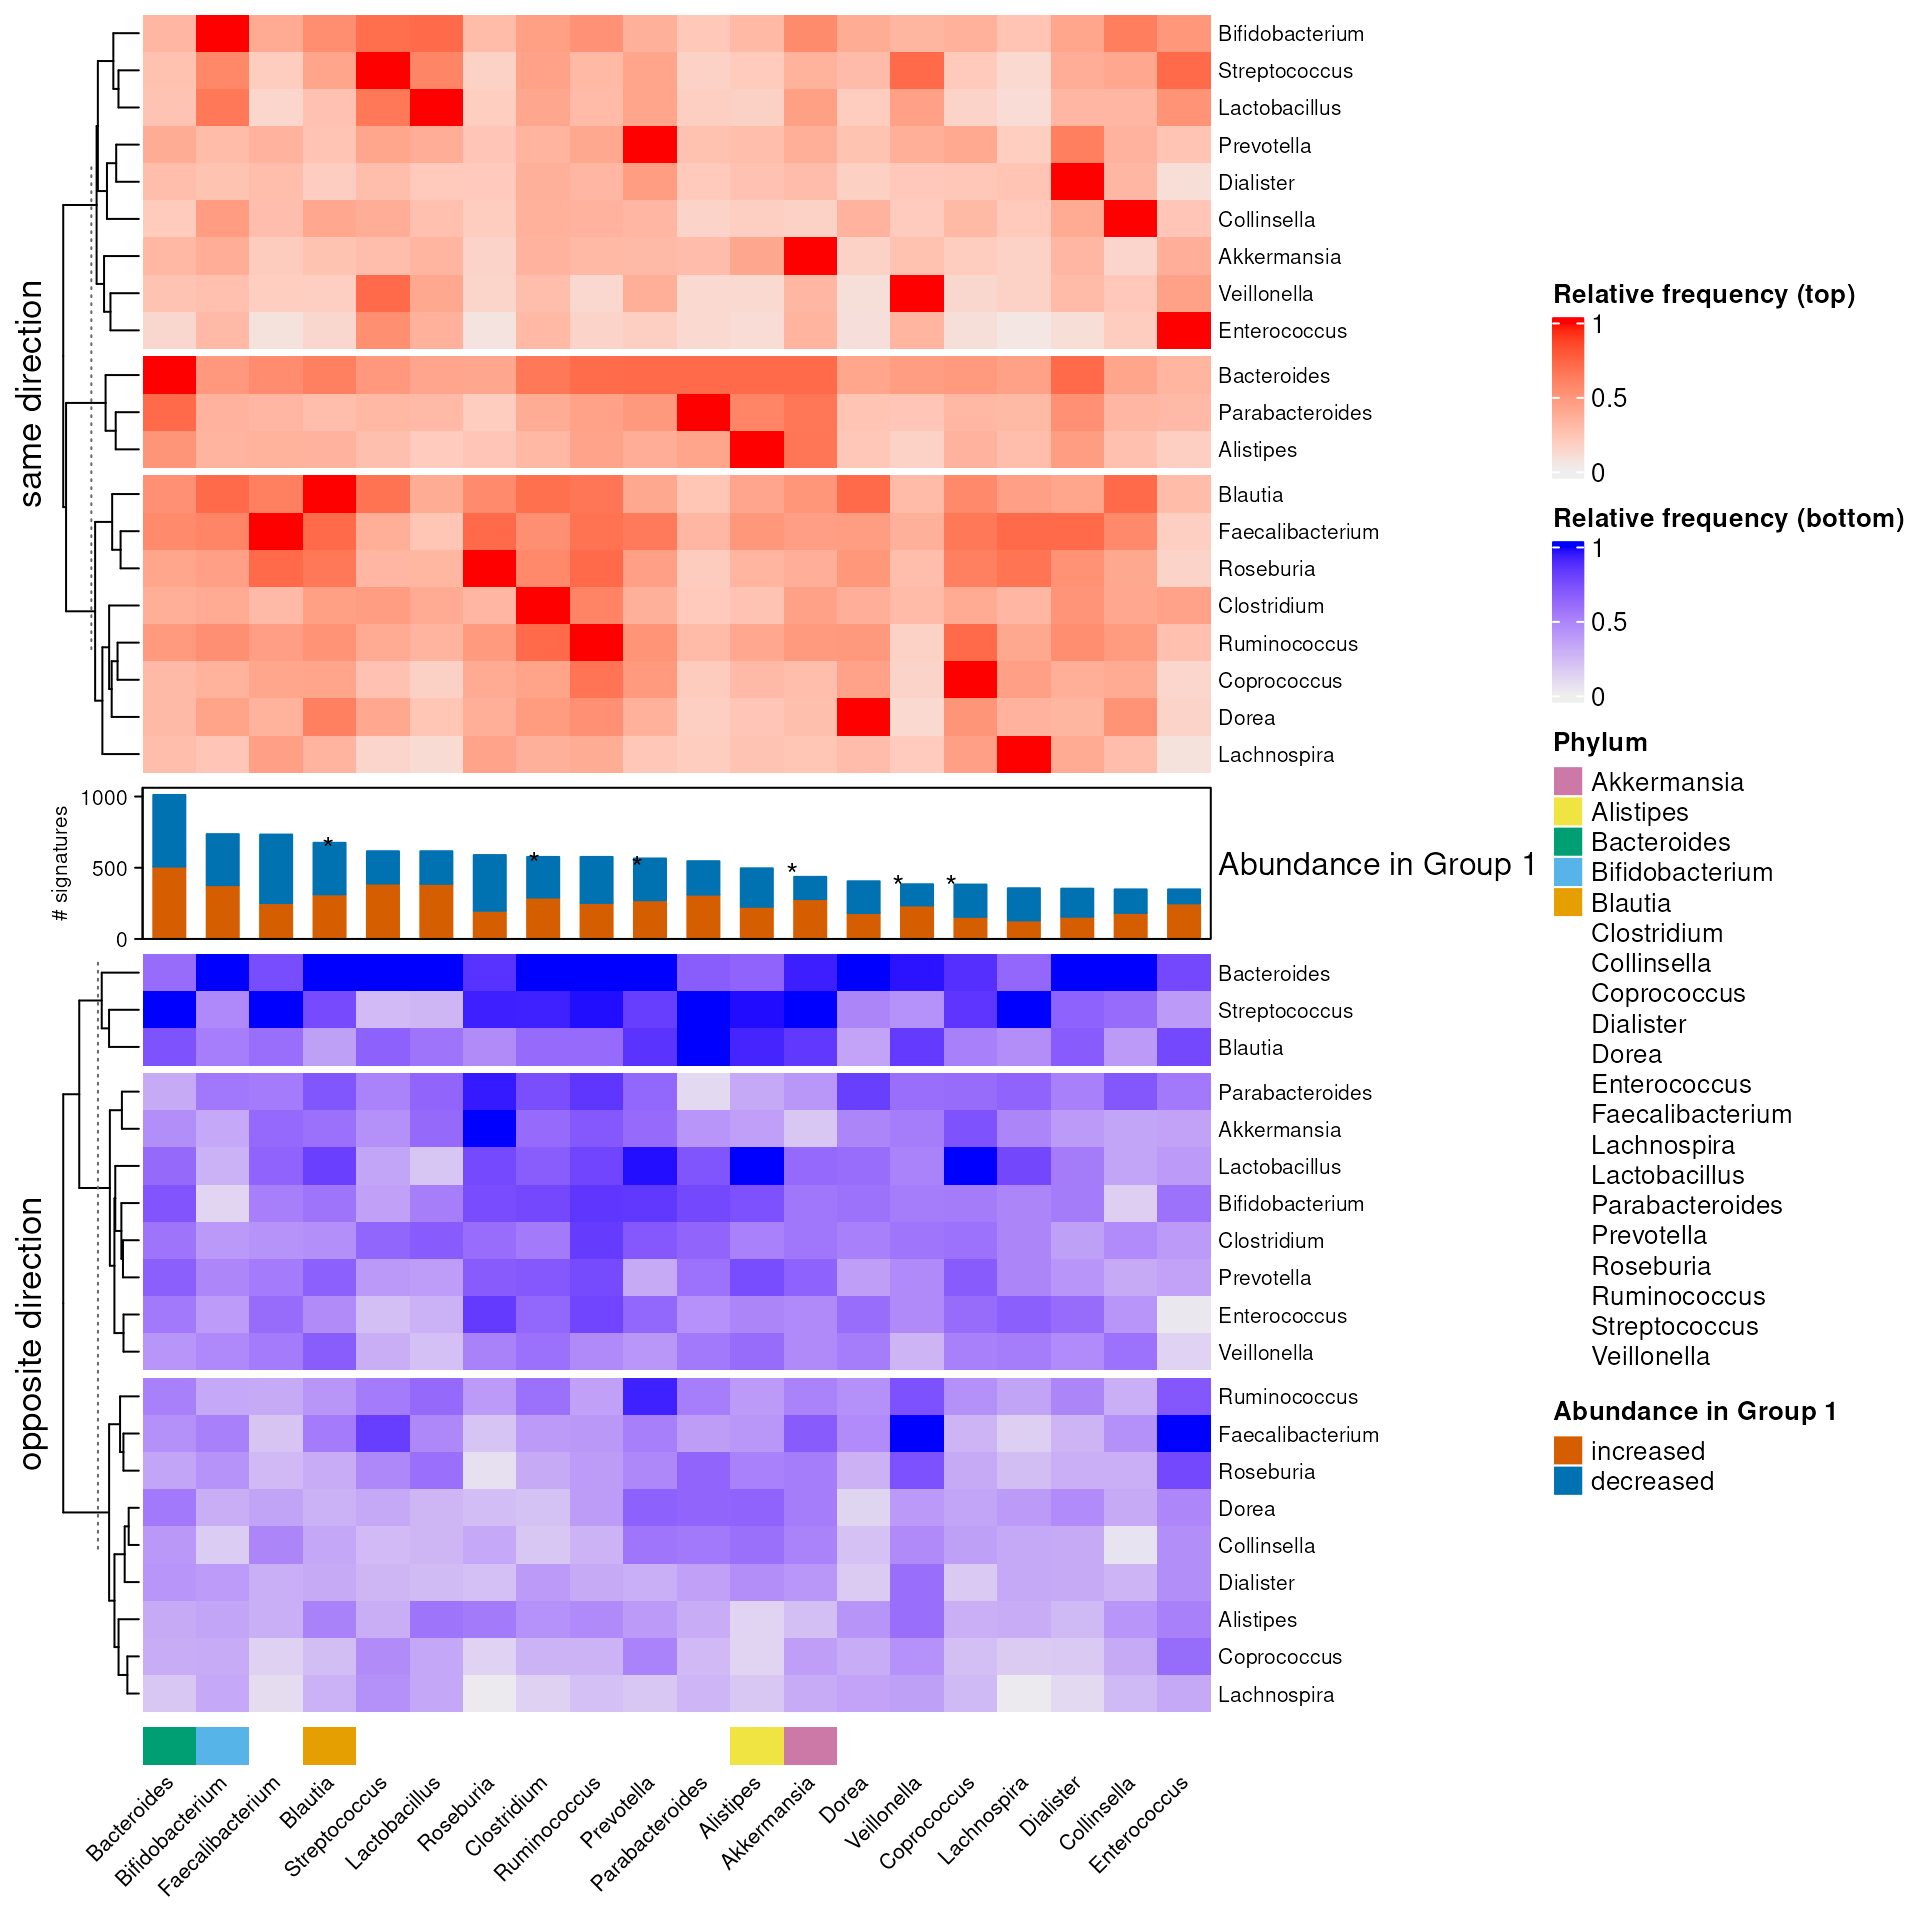 same direction
Bifidobacterium
Streptococcus
Lactobacillus
Prevotella
Dialister
Collinsella
Akkermansia
Veillonella
Enterococcus
Bacteroides
Parabacteroides
Alistipes
Blautia
Faecalibacterium
Roseburia
Clostridium
Ruminococcus
Coprococcus
Dorea
Lachnospira
# signatures
1000
500
0
* * * * * *
Abundance in Group 1
opposite direction
Bacteroides
Streptococcus
Blautia
Parabacteroides
Akkermansia
Lactobacillus
Bifidobacterium
Clostridium
Prevotella
Enterococcus
Veillonella
Ruminococcus
Faecalibacterium
Roseburia
Dorea
Collinsella
Dialister
Alistipes
Coprococcus
Lachnospira
Bacteroides
Bifidobacterium
Faecalibacterium
Blautia
Streptococcus
Lactobacillus
Roseburia
Clostridium
Ruminococcus
Prevotella
Parabacteroides
Alistipes
Akkermansia
Dorea
Veillonella
Coprococcus
Lachnospira
Dialister
Collinsella
Enterococcus
Relative frequency (top)
1
0.5
0
Relative frequency (bottom)
1
0.5
0
Phylum
Akkermansia
Alistipes
Bacteroides
Bifidobacterium
Blautia
Clostridium
Collinsella
Coprococcus
Dialister
Dorea
Enterococcus
Faecalibacterium
Lachnospira
Lactobacillus
Parabacteroides
Prevotella
Roseburia
Ruminococcus
Streptococcus
Veillonella
Abundance in Group 1
increased
decreased